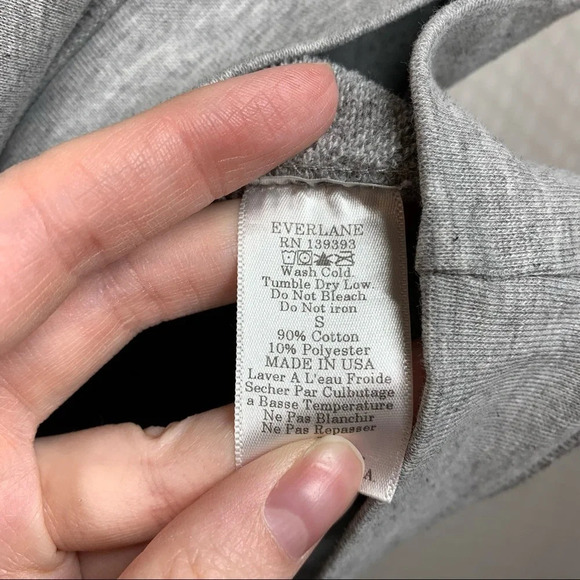 EVERLANE
RN 139393
Wash Cold.
Tumble Dry Low.
Do Not Bleach
Do Not iron
S
90% Cotton
10% Polyester
MADE IN USA
Laver A L'eau Froide
Secher Par Culbutage
a Basse Temperature
Ne Pas Blanchir
Ne Pas Repasser
A